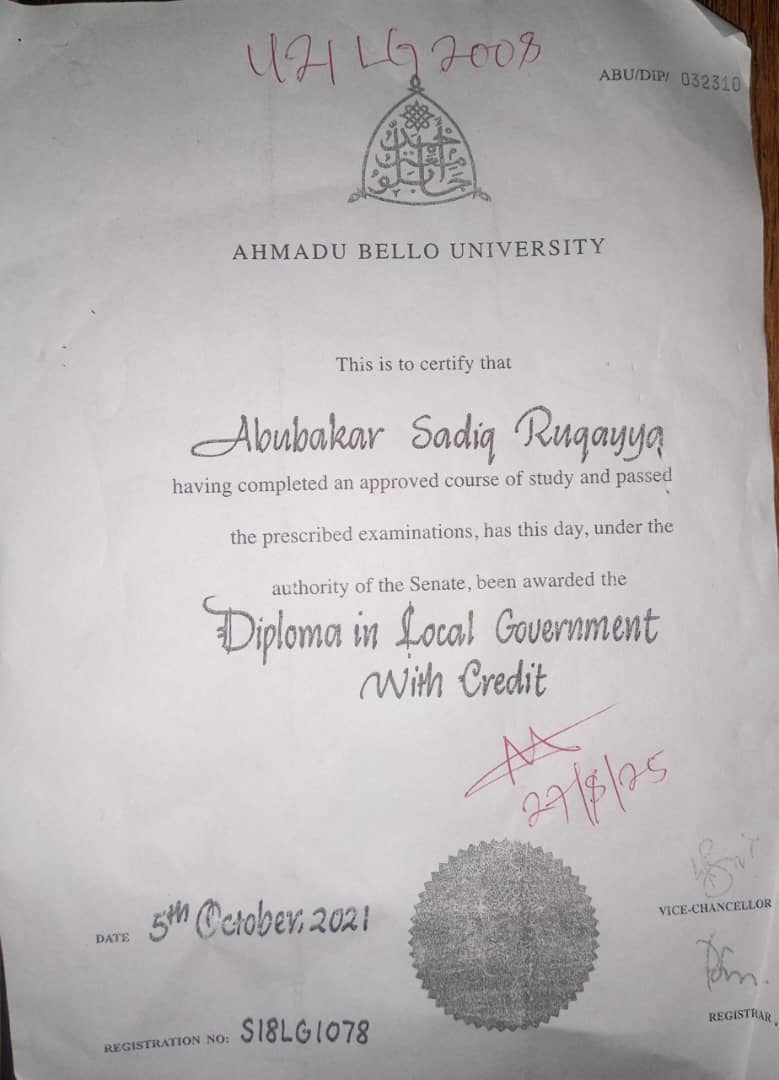 U21LG2008
ABU/DIP/ 032310
AHMADU BELLO UNIVERSITY
This is to certify that
Abubakar Sadiq Ruqayya
having completed an approved course of study and passed
the prescribed examinations, has this day, under the
authority of the Senate, been awarded the
Diploma in Local Government
With Credit
27/8/25
DATE 5th October, 2021
VICE-CHANCELLOR
REGISTRAR
REGISTRATION NO: S18LG1078